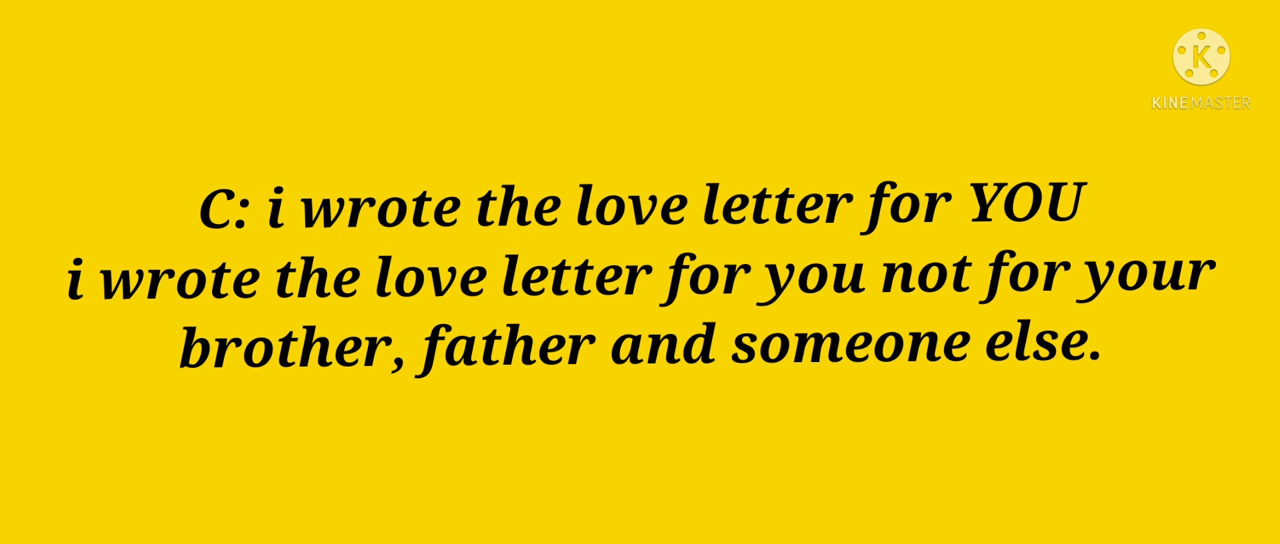 K
KINEMASTER
C: i wrote the love letter for YOU
i wrote the love letter for you not for your
brother, father and someone else.